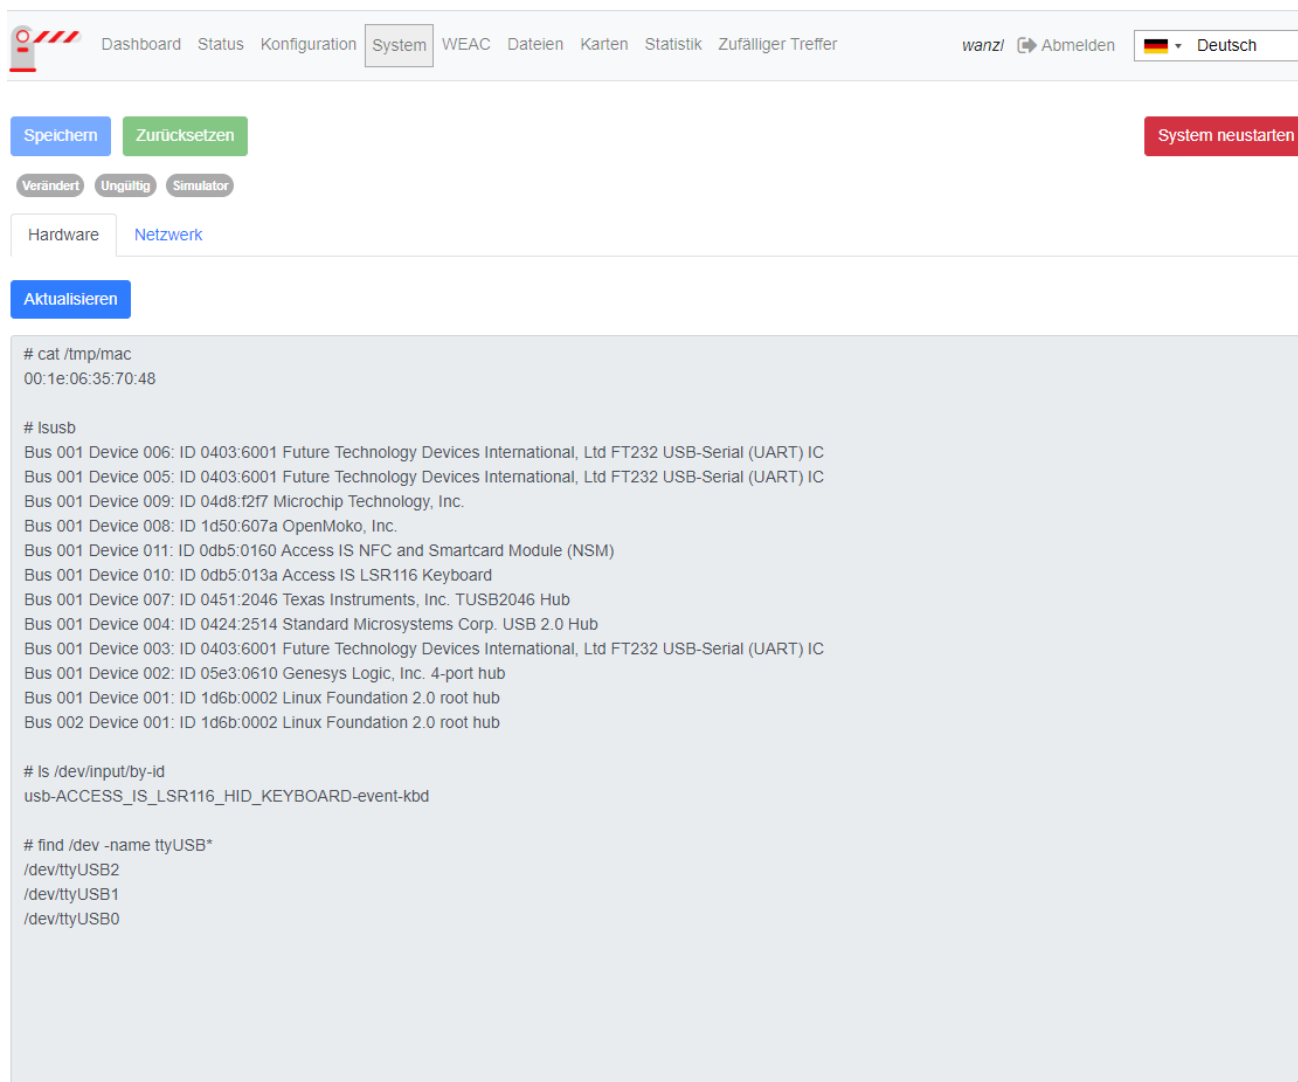 Dashboard Status Konfiguration System WEAC Dateien Karten Statistik Zufälliger Treffer wanzl Abmelden Deutsch
Speichern Zurücksetzen System neustarten
Verändert Ungültig Simulator
Hardware Netzwerk
Aktualisieren
# cat /tmp/mac
00:1e:06:35:70:48
# lsusb
Bus 001 Device 006: ID 0403:6001 Future Technology Devices International, Ltd FT232 USB-Serial (UART) IC
Bus 001 Device 005: ID 0403:6001 Future Technology Devices International, Ltd FT232 USB-Serial (UART) IC
Bus 001 Device 009: ID 04d8:f2f7 Microchip Technology, Inc.
Bus 001 Device 008: ID 1d50:607a OpenMoko, Inc.
Bus 001 Device 011: ID 0db5:0160 Access IS NFC and Smartcard Module (NSM)
Bus 001 Device 010: ID 0db5:013a Access IS LSR116 Keyboard
Bus 001 Device 007: ID 0451:2046 Texas Instruments, Inc. TUSB2046 Hub
Bus 001 Device 004: ID 0424:2514 Standard Microsystems Corp. USB 2.0 Hub
Bus 001 Device 003: ID 0403:6001 Future Technology Devices International, Ltd FT232 USB-Serial (UART) IC
Bus 001 Device 002: ID 05e3:0610 Genesys Logic, Inc. 4-port hub
Bus 001 Device 001: ID 1d6b:0002 Linux Foundation 2.0 root hub
Bus 002 Device 001: ID 1d6b:0002 Linux Foundation 2.0 root hub
# ls /dev/input/by-id
usb-ACCESS_IS_LSR116_HID_KEYBOARD-event-kbd
# find /dev -name ttyUSB*
/dev/ttyUSB2
/dev/ttyUSB1
/dev/ttyUSB0